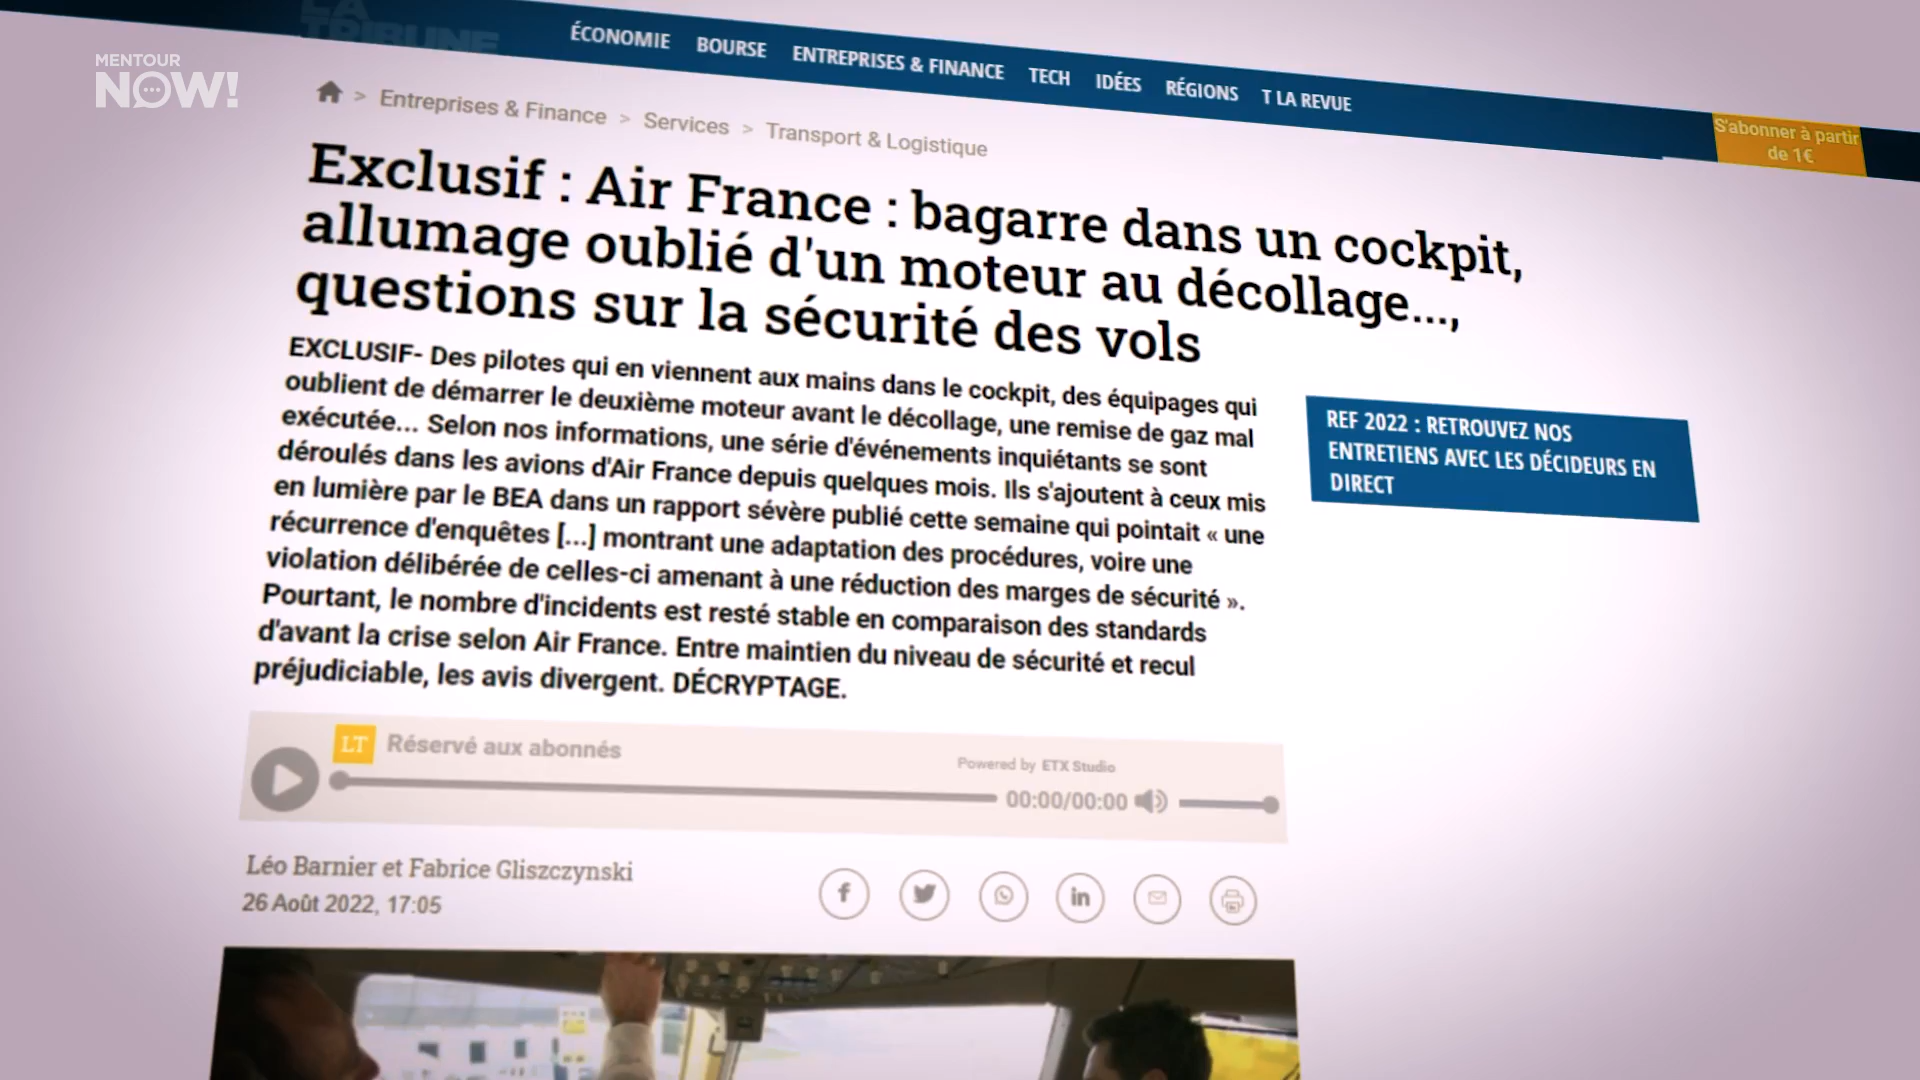 MENTOUR
NOW!
LA
TRIBUNE
ÉCONOMIE BOURSE ENTREPRISES & FINANCE TECH IDÉES RÉGIONS T LA REVUE
S'abonner à partir
de 1€
> Entreprises & Finance > Services > Transport & Logistique
Exclusif : Air France : bagarre dans un cockpit,
allumage oublié d'un moteur au décollage...,
questions sur la sécurité des vols
EXCLUSIF- Des pilotes qui en viennent aux mains dans le cockpit, des équipages qui
oublient de démarrer le deuxième moteur avant le décollage, une remise de gaz mal
exécutée... Selon nos informations, une série d'événements inquiétants se sont
déroulés dans les avions d'Air France depuis quelques mois. Ils s'ajoutent à ceux mis
en lumière par le BEA dans un rapport sévère publié cette semaine qui pointait « une
récurrence d'enquêtes [...] montrant une adaptation des procédures, voire une
violation délibérée de celles-ci amenant à une réduction des marges de sécurité ».
Pourtant, le nombre d'incidents est resté stable en comparaison des standards
d'avant la crise selon Air France. Entre maintien du niveau de sécurité et recul
préjudiciable, les avis divergent. DÉCRYPTAGE.
REF 2022 : RETROUVEZ NOS
ENTRETIENS AVEC LES DÉCIDEURS EN
DIRECT
LT Réservé aux abonnés
Powered by ETX Studio
00:00/00:00
Léo Barnier et Fabrice Gliszczynski
26 Août 2022, 17:05